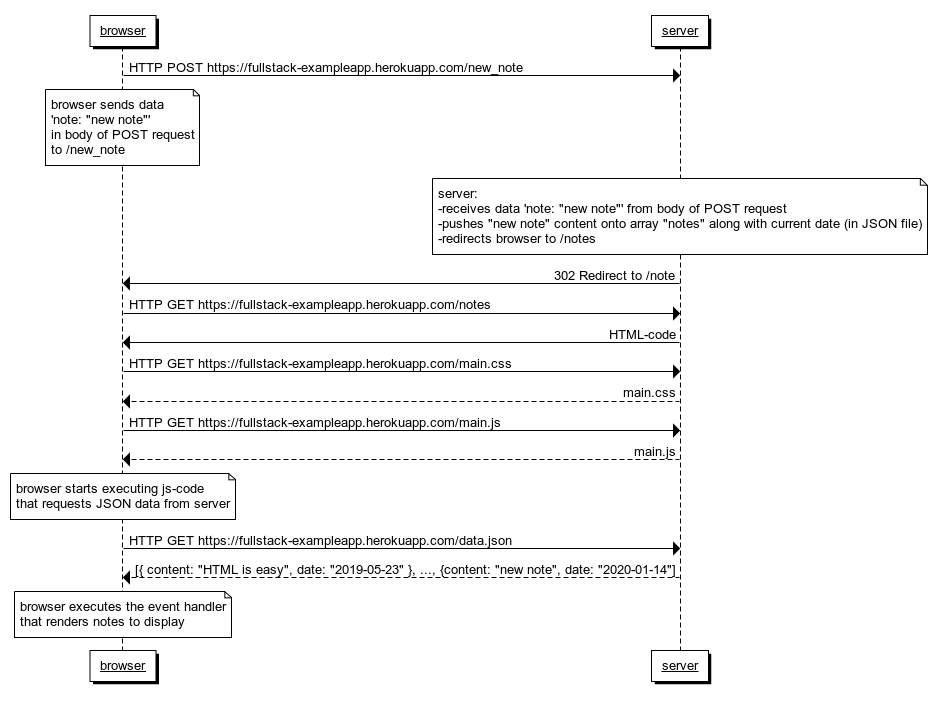 browser
server
HTTP POST https://fullstack-exampleapp.herokuapp.com/new_note
browser sends data
'note: "new note"'
in body of POST request
to /new_note
server:
-receives data 'note: "new note"' from body of POST request
-pushes "new note" content onto array "notes" along with current date (in JSON file)
-redirects browser to /notes
302 Redirect to /note
HTTP GET https://fullstack-exampleapp.herokuapp.com/notes
HTML-code
HTTP GET https://fullstack-exampleapp.herokuapp.com/main.css
main.css
HTTP GET https://fullstack-exampleapp.herokuapp.com/main.js
main.js
browser starts executing js-code
that requests JSON data from server
HTTP GET https://fullstack-exampleapp.herokuapp.com/data.json
[{ content: "HTML is easy", date: "2019-05-23" }, ..., {content: "new note", date: "2020-01-14"]
browser executes the event handler
that renders notes to display
browser
server